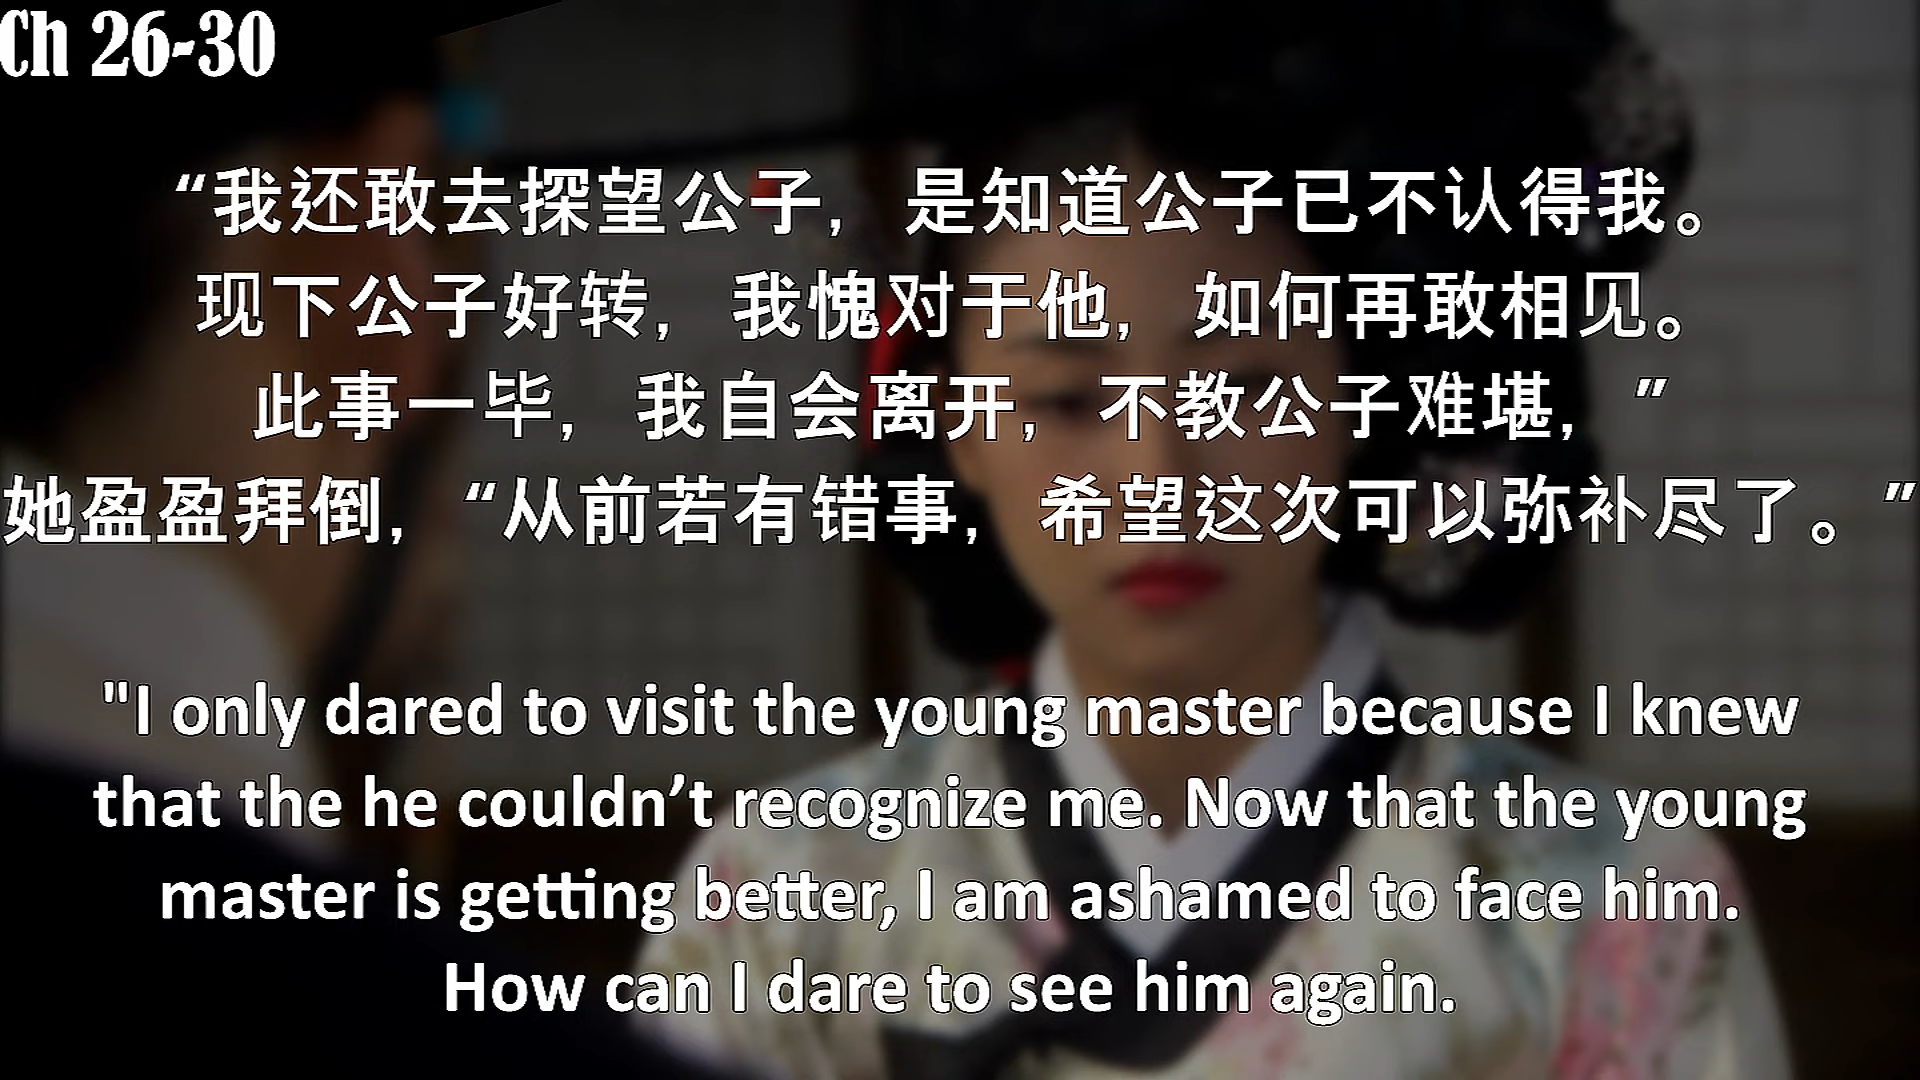 Ch 26-30
“我还敢去探望公子，是知道公子已不认得我。
现下公子好转，我愧对于他，如何再敢相见。
此事一毕，我自会离开，不教公子难堪，”
她盈盈拜倒，“从前若有错事，希望这次可以弥补尽了。”
"I only dared to visit the young master because I knew
that the he couldn’t recognize me. Now that the young
master is getting better, I am ashamed to face him.
How can I dare to see him again.